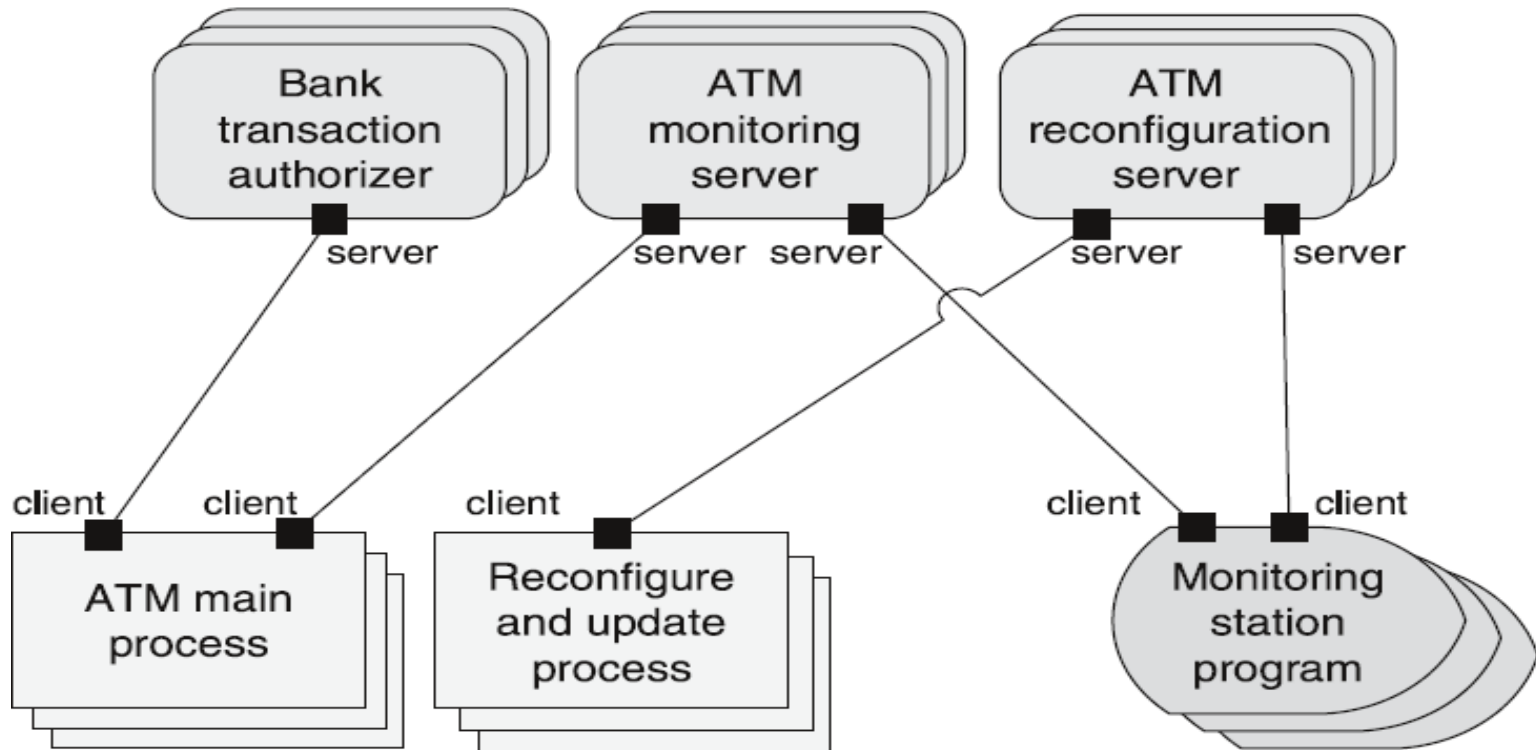 Bank
transaction
authorizer
ATM
monitoring
server
ATM
reconfiguration
server
server
server
server
server
server
client
client
client
client
client
ATM main
process
Reconfigure
and update
process
Monitoring
station
program